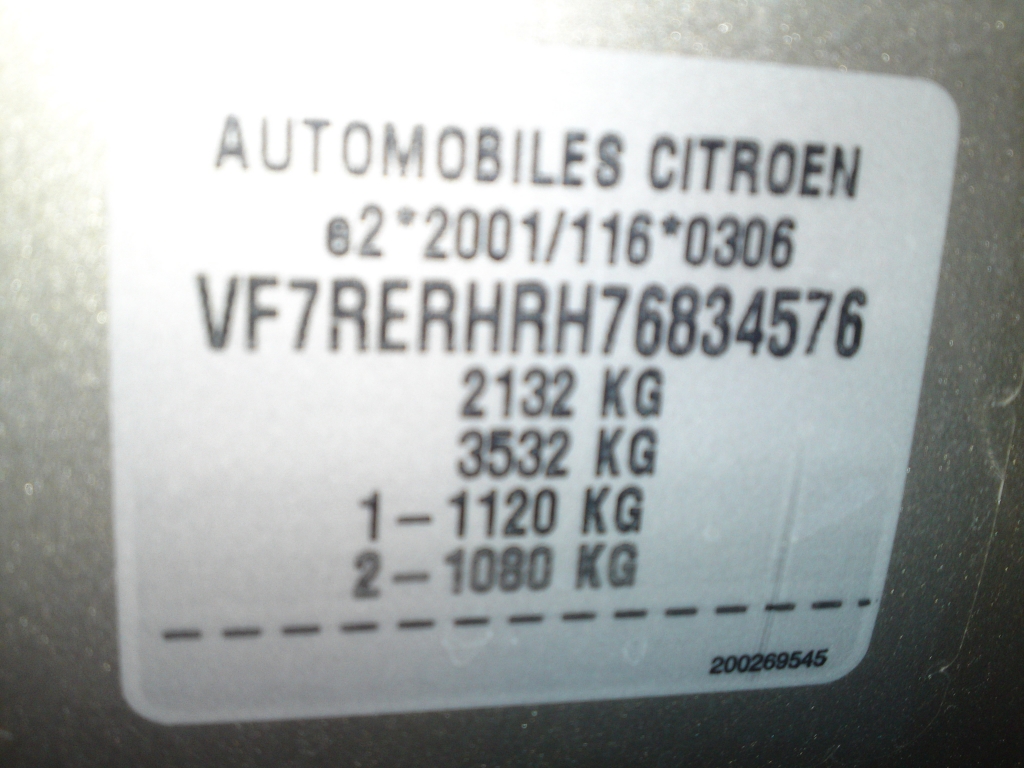 AUTOMOBILES CITROEN
e2*2001/116*0306
VF7RERHRH76834576
2132 KG
3532 KG
1-1120 KG
2-1080 KG
200269545